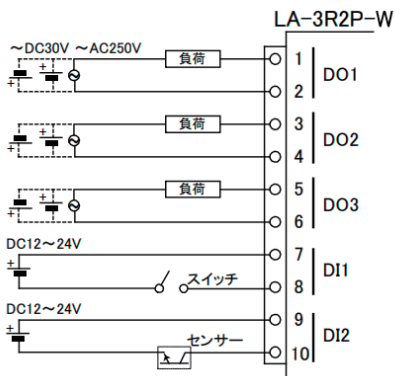 LA-3R2P-W
～DC30V ～AC250V
負荷
1
2
DO1
負荷
3
4
DO2
負荷
5
6
DO3
DC12～24V
7
スイッチ
8
DI1
DC12～24V
9
センサー
10
DI2